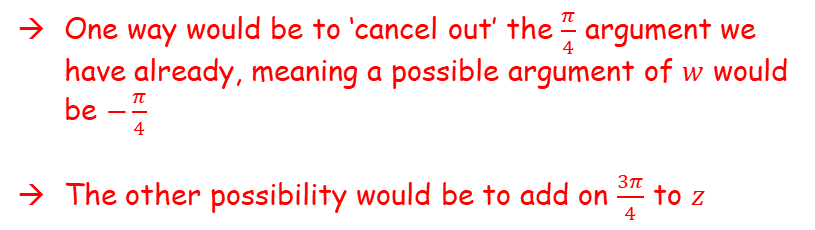 → One way would be to 'cancel out' the π/4 argument we
have already, meaning a possible argument of w would
be −π/4
→ The other possibility would be to add on 3π/4 to z